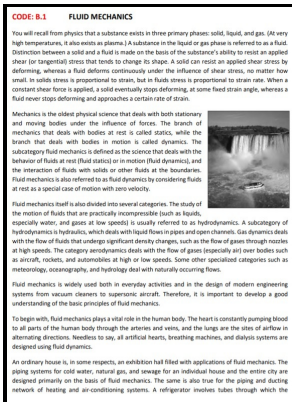 CODE: B.1 FLUID MECHANICS
You will recall from physics that a substance exists in three primary phases: solid, liquid, and gas. (At very
high temperatures, it also exists as plasma.) A substance in the liquid or gas phase is referred to as a fluid.
Distinction between a solid and a fluid is made on the basis of the substance's ability to resist an applied
shear (or tangential) stress that tends to change its shape. A solid can resist an applied shear stress by
deforming, whereas a fluid deforms continuously under the influence of shear stress, no matter how
small. In solids stress is proportional to strain, but in fluids stress is proportional to strain rate. When a
constant shear force is applied, a solid eventually stops deforming, at some fixed strain angle, whereas a
fluid never stops deforming and approaches a certain rate of strain.
Mechanics is the oldest physical science that deals with both stationary
and moving bodies under the influence of forces. The branch of
mechanics that deals with bodies at rest is called statics, while the
branch that deals with bodies in motion is called dynamics. The
subcategory fluid mechanics is defined as the science that deals with the
behavior of fluids at rest (fluid statics) or in motion (fluid dynamics), and
the interaction of fluids with solids or other fluids at the boundaries.
Fluid mechanics is also referred to as fluid dynamics by considering fluids
at rest as a special case of motion with zero velocity.
Fluid mechanics itself is also divided into several categories. The study of
the motion of fluids that are practically incompressible (such as liquids,
especially water, and gases at low speeds) is usually referred to as hydrodynamics. A subcategory of
hydrodynamics is hydraulics, which deals with liquid flows in pipes and open channels. Gas dynamics deals
with the flow of fluids that undergo significant density changes, such as the flow of gases through nozzles
at high speeds. The category aerodynamics deals with the flow of gases (especially air) over bodies such
as aircraft, rockets, and automobiles at high or low speeds. Some other specialized categories such as
meteorology, oceanography, and hydrology deal with naturally occurring flows.
Fluid mechanics is widely used both in everyday activities and in the design of modern engineering
systems from vacuum cleaners to supersonic aircraft. Therefore, it is important to develop a good
understanding of the basic principles of fluid mechanics.
To begin with, fluid mechanics plays a vital role in the human body. The heart is constantly pumping blood
to all parts of the human body through the arteries and veins, and the lungs are the sites of airflow in
alternating directions. Needless to say, all artificial hearts, breathing machines, and dialysis systems are
designed using fluid dynamics.
An ordinary house is, in some respects, an exhibition hall filled with applications of fluid mechanics. The
piping systems for cold water, natural gas, and sewage for an individual house and the entire city are
designed primarily on the basis of fluid mechanics. The same is also true for the piping and ducting
network of heating and air-conditioning systems. A refrigerator involves tubes through which the